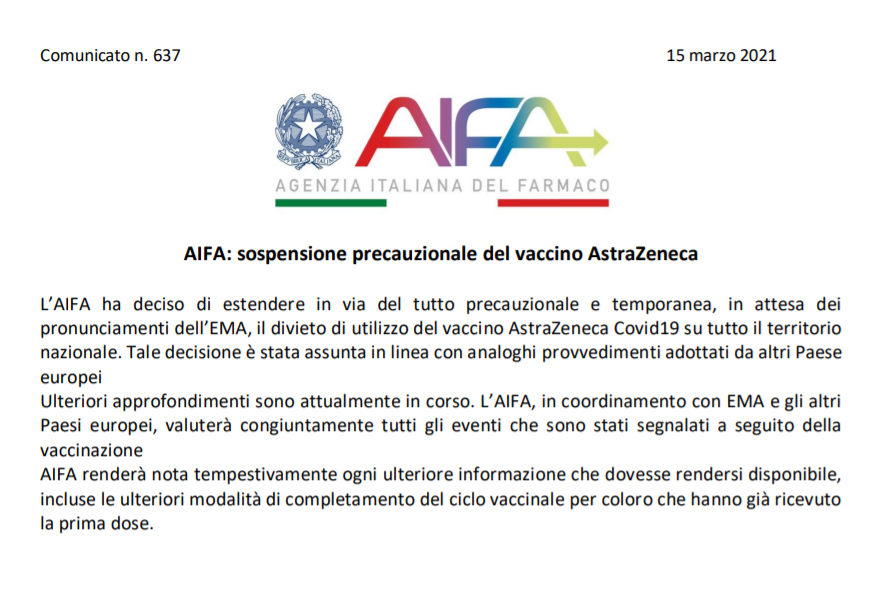 Comunicato n. 637
15 marzo 2021
REPVBBLICA ITALIANA
AIFA
AGENZIA ITALIANA DEL FARMACO
AIFA: sospensione precauzionale del vaccino AstraZeneca
L’AIFA ha deciso di estendere in via del tutto precauzionale e temporanea, in attesa dei
pronunciamenti dell’EMA, il divieto di utilizzo del vaccino AstraZeneca Covid19 su tutto il territorio
nazionale. Tale decisione è stata assunta in linea con analoghi provvedimenti adottati da altri Paese
europei
Ulteriori approfondimenti sono attualmente in corso. L’AIFA, in coordinamento con EMA e gli altri
Paesi europei, valuterà congiuntamente tutti gli eventi che sono stati segnalati a seguito della
vaccinazione
AIFA renderà nota tempestivamente ogni ulteriore informazione che dovesse rendersi disponibile,
incluse le ulteriori modalità di completamento del ciclo vaccinale per coloro che hanno già ricevuto
la prima dose.